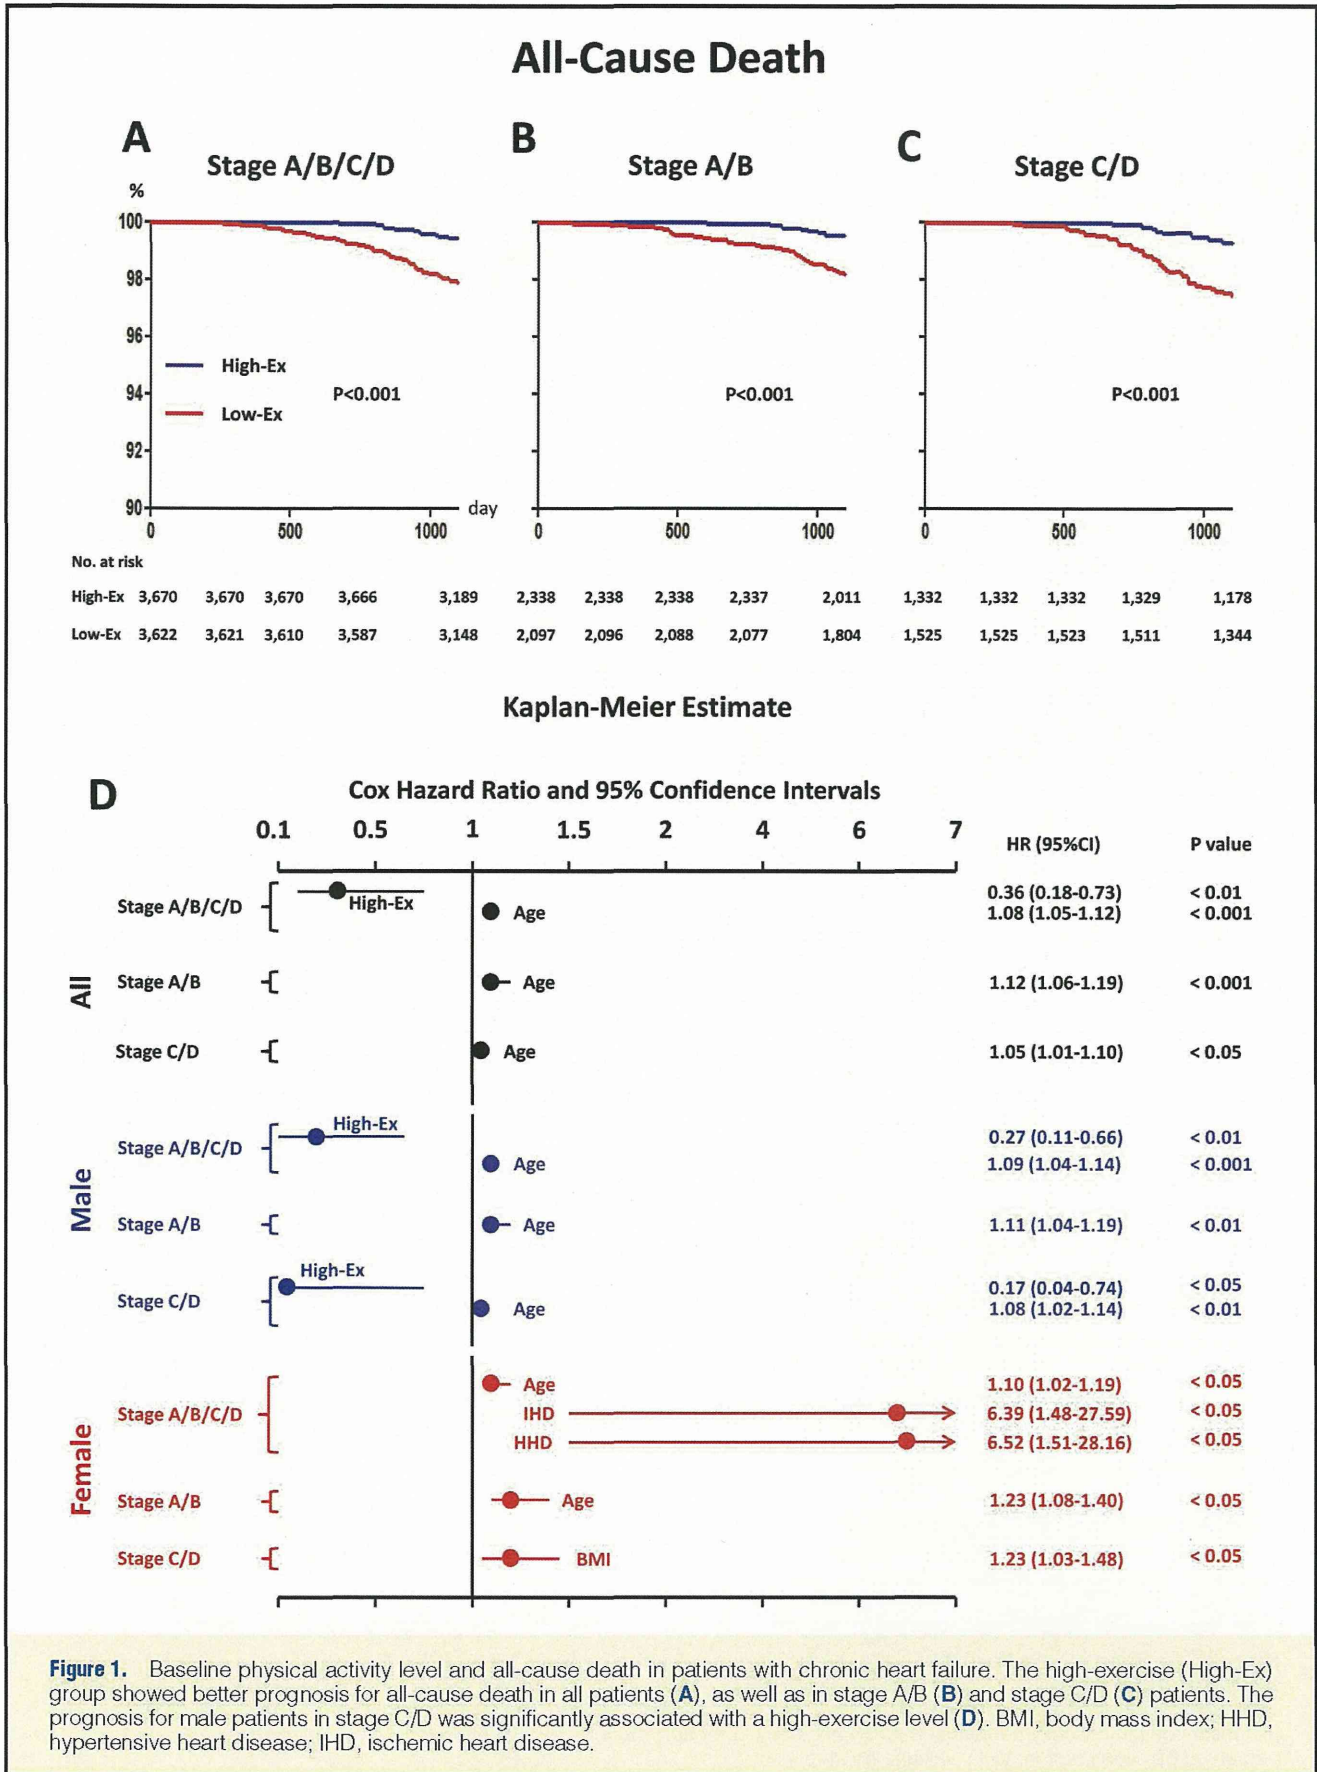 All-Cause Death
A B C
Stage A/B/C/D Stage A/B Stage C/D
%
100
98
96
94
92
90
High-Ex
Low-Ex
P<0.001 P<0.001 P<0.001
day
0 500 1000 0 500 1000 0 500 1000
No. at risk
High-Ex 3,670 3,670 3,670 3,666 3,189 2,338 2,338 2,338 2,337 2,011 1,332 1,332 1,332 1,329 1,178
Low-Ex 3,622 3,621 3,610 3,587 3,148 2,097 2,096 2,088 2,077 1,804 1,525 1,525 1,523 1,511 1,344
Kaplan-Meier Estimate
D
Cox Hazard Ratio and 95% Confidence Intervals
0.1 0.5 1 1.5 2 4 6 7
HR (95%CI) P value
All
Stage A/B/C/D High-Ex 0.36 (0.18-0.73) < 0.01
Age 1.08 (1.05-1.12) < 0.001
Stage A/B Age 1.12 (1.06-1.19) < 0.001
Stage C/D Age 1.05 (1.01-1.10) < 0.05
Male
Stage A/B/C/D High-Ex 0.27 (0.11-0.66) < 0.01
Age 1.09 (1.04-1.14) < 0.001
Stage A/B Age 1.11 (1.04-1.19) < 0.01
Stage C/D High-Ex 0.17 (0.04-0.74) < 0.05
Age 1.08 (1.02-1.14) < 0.01
Female
Stage A/B/C/D Age 1.10 (1.02-1.19) < 0.05
IHD 6.39 (1.48-27.59) < 0.05
HHD 6.52 (1.51-28.16) < 0.05
Stage A/B Age 1.23 (1.08-1.40) < 0.05
Stage C/D BMI 1.23 (1.03-1.48) < 0.05
Figure 1. Baseline physical activity level and all-cause death in patients with chronic heart failure. The high-exercise (High-Ex)
group showed better prognosis for all-cause death in all patients (A), as well as in stage A/B (B) and stage C/D (C) patients. The
prognosis for male patients in stage C/D was significantly associated with a high-exercise level (D). BMI, body mass index; HHD,
hypertensive heart disease; IHD, ischemic heart disease.